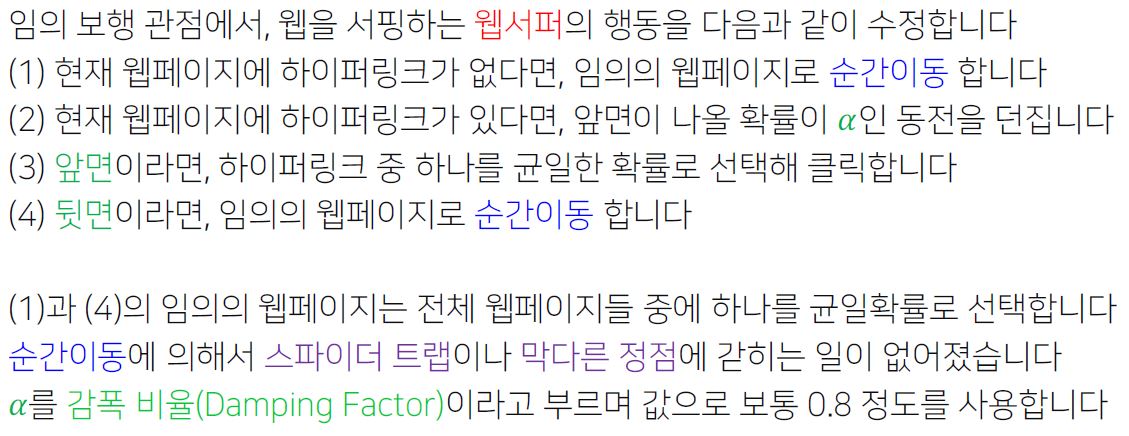 임의 보행 관점에서, 웹을 서핑하는 웹서퍼의 행동을 다음과 같이 수정합니다
(1) 현재 웹페이지에 하이퍼링크가 없다면, 임의의 웹페이지로 순간이동 합니다
(2) 현재 웹페이지에 하이퍼링크가 있다면, 앞면이 나올 확률이 α인 동전을 던집니다
(3) 앞면이라면, 하이퍼링크 중 하나를 균일한 확률로 선택해 클릭합니다
(4) 뒷면이라면, 임의의 웹페이지로 순간이동 합니다
(1)과 (4)의 임의의 웹페이지는 전체 웹페이지들 중에 하나를 균일확률로 선택합니다
순간이동에 의해서 스파이더 트랩이나 막다른 정점에 갇히는 일이 없어졌습니다
α를 감폭 비율(Damping Factor)이라고 부르며 값으로 보통 0.8 정도를 사용합니다